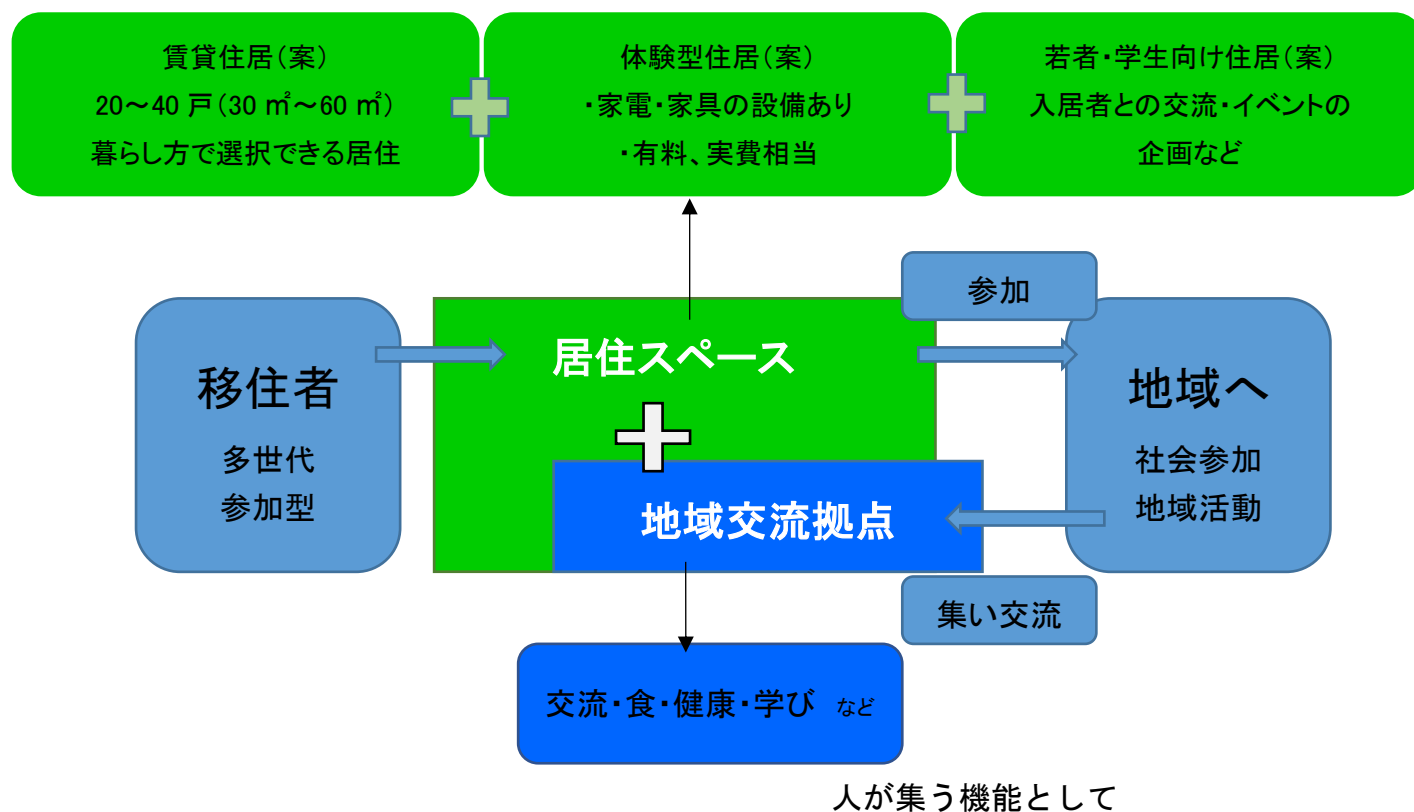 賃貸住居(案)
20～40 戸(30 ㎡～60 ㎡)
暮らし方で選択できる居住
体験型住居(案)
・家電・家具の設備あり
・有料、実費相当
若者・学生向け住居(案)
入居者との交流・イベントの
企画など
参加
居住スペース
移住者
多世代
参加型
地域へ
社会参加
地域活動
地域交流拠点
集い交流
交流・食・健康・学び など
人が集う機能として